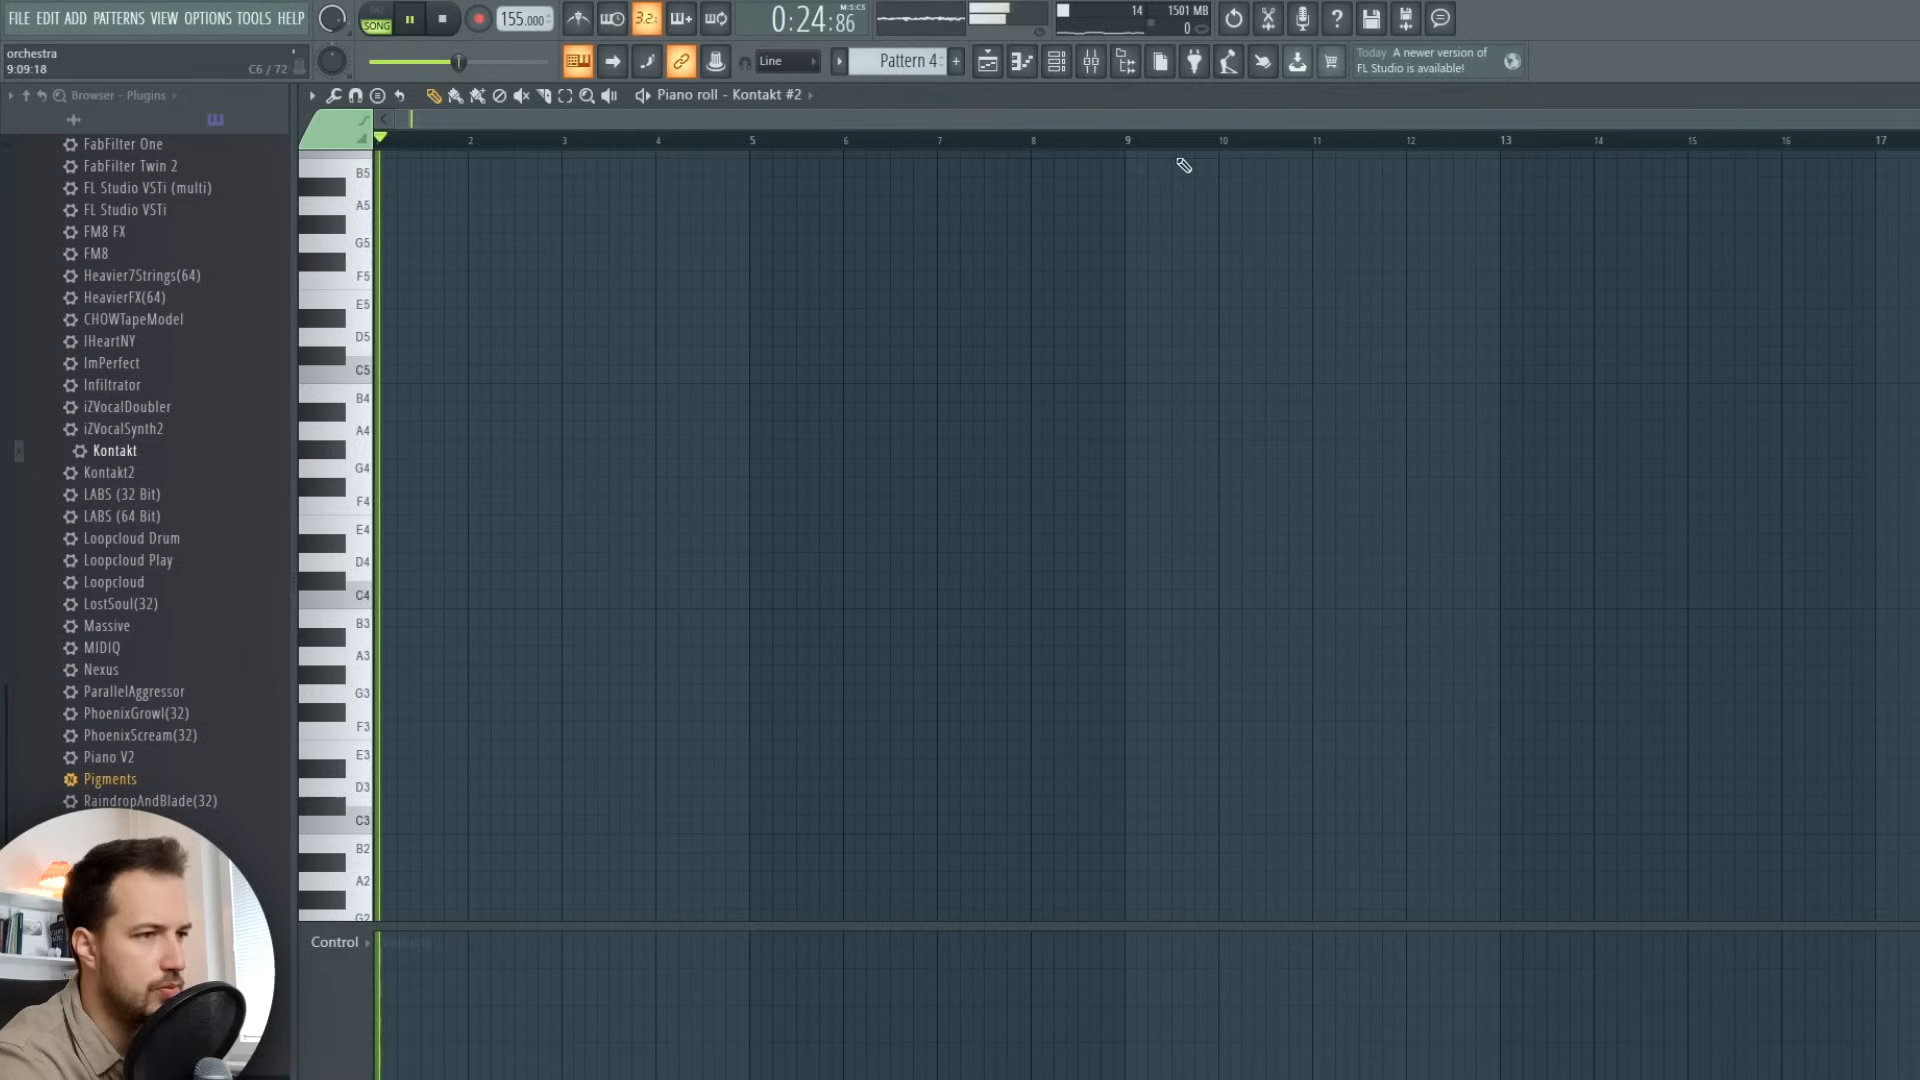 FILE EDIT ADD PATTERNS VIEW OPTIONS TOOLS HELP
PAT
SONG
155.000
3.2.
0:24:86
M:S:CS
14
1501 MB
0
orchestra
9:09:18
C6 / 72
Line
Pattern 4
+
Today A newer version of
FL Studio is available!
Browser - Plugins
Piano roll - Kontakt #2
FabFilter One
FabFilter Twin 2
FL Studio VSTi (multi)
FL Studio VSTi
FM8 FX
FM8
Heavier7Strings(64)
HeavierFX(64)
CHOWTapeModel
IHeartNY
ImPerfect
Infiltrator
iZVocalDoubler
iZVocalSynth2
Kontakt
Kontakt2
LABS (32 Bit)
LABS (64 Bit)
Loopcloud Drum
Loopcloud Play
Loopcloud
LostSoul(32)
Massive
MIDIQ
Nexus
ParallelAggressor
PhoenixGrowl(32)
PhoenixScream(32)
Piano V2
Pigments
RaindropAndBlade(32)
2 3 4 5 6 7 8 9 10 11 12 13 14 15 16 17
B5
A5
G5
F5
E5
D5
C5
B4
A4
G4
F4
E4
D4
C4
B3
A3
G3
F3
E3
D3
C3
B2
A2
G2
Control
Velocity